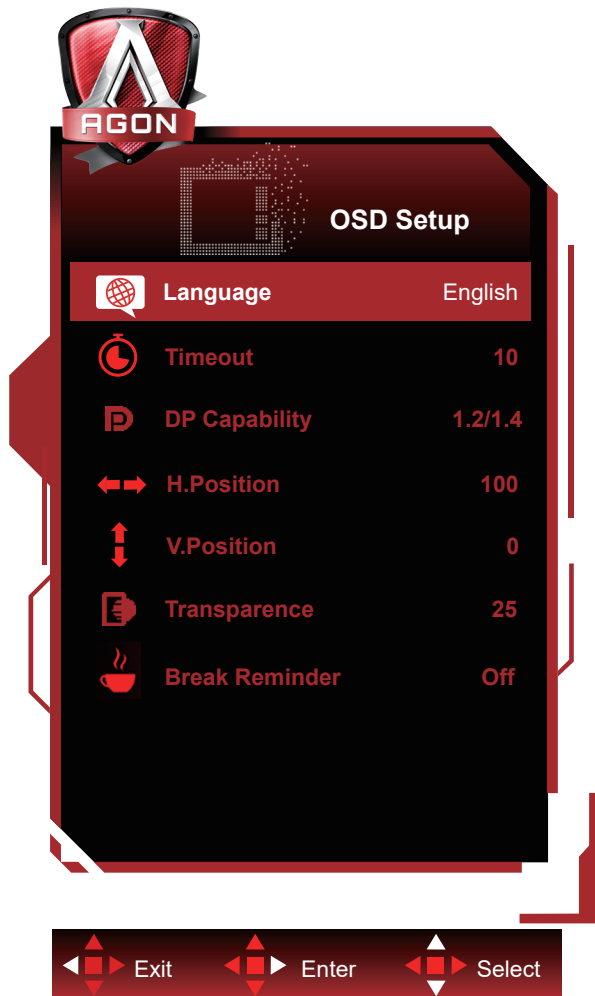 AGON
OSD Setup
Language English
Timeout 10
DP Capability 1.2/1.4
H.Position 100
V.Position 0
Transparence 25
Break Reminder Off
Exit Enter Select